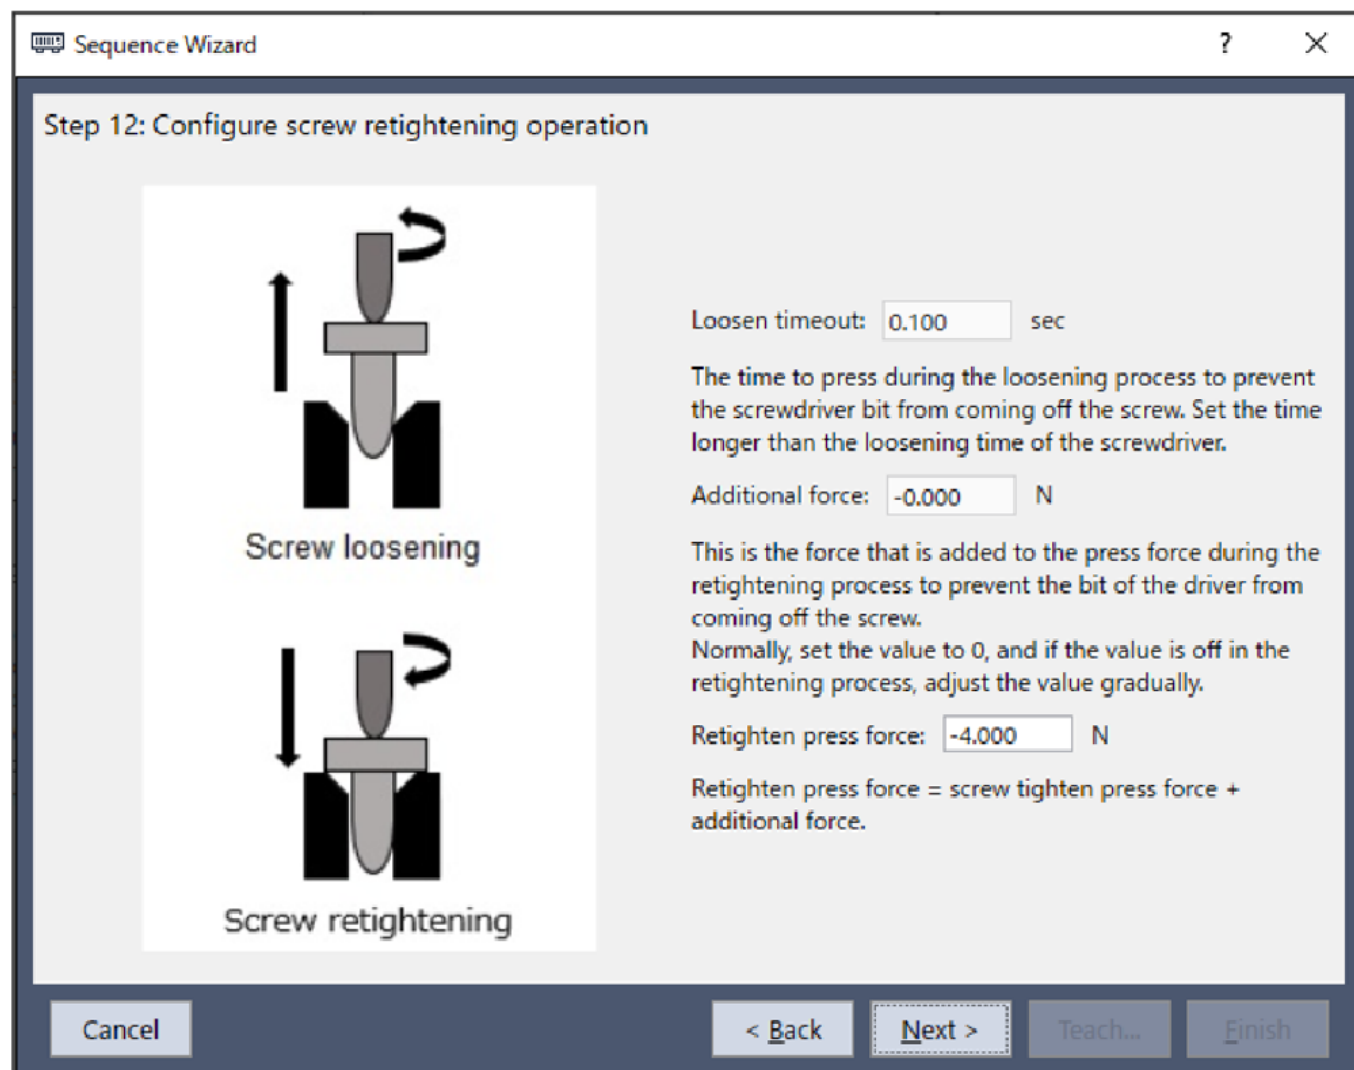 Sequence Wizard
?
Step 12: Configure screw retightening operation
Screw loosening
Screw retightening
Loosen timeout: 0.100 sec
The time to press during the loosening process to prevent
the screwdriver bit from coming off the screw. Set the time
longer than the loosening time of the screwdriver.
Additional force: -0.000 N
This is the force that is added to the press force during the
retightening process to prevent the bit of the driver from
coming off the screw.
Normally, set the value to 0, and if the value is off in the
retightening process, adjust the value gradually.
Retighten press force: -4.000 N
Retighten press force = screw tighten press force +
additional force.
Cancel
< Back
Next >
Teach...
Finish